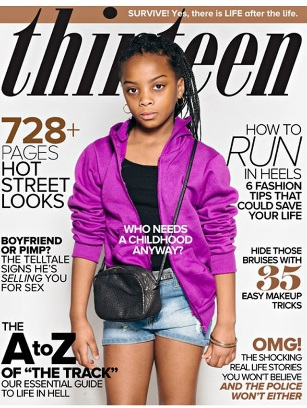 SURVIVE! Yes, there is LIFE after the life.
thirteen
728+
PAGES
HOT
STREET
LOOKS
HOW TO
RUN
IN HEELS
6 FASHION
TIPS THAT
COULD SAVE
YOUR LIFE
WHO NEEDS
A CHILDHOOD
ANYWAY?
BOYFRIEND
OR PIMP?
THE TELLTALE
SIGNS HE'S
SELLING YOU
FOR SEX
HIDE THOSE
BRUISES WITH
35
EASY MAKEUP
TRICKS
THE
A to Z
OF "THE TRACK"
OUR ESSENTIAL GUIDE
TO LIFE IN HELL
OMG!
THE SHOCKING
REAL LIFE STORIES
YOU WON'T BELIEVE
AND THE POLICE
WON'T EITHER